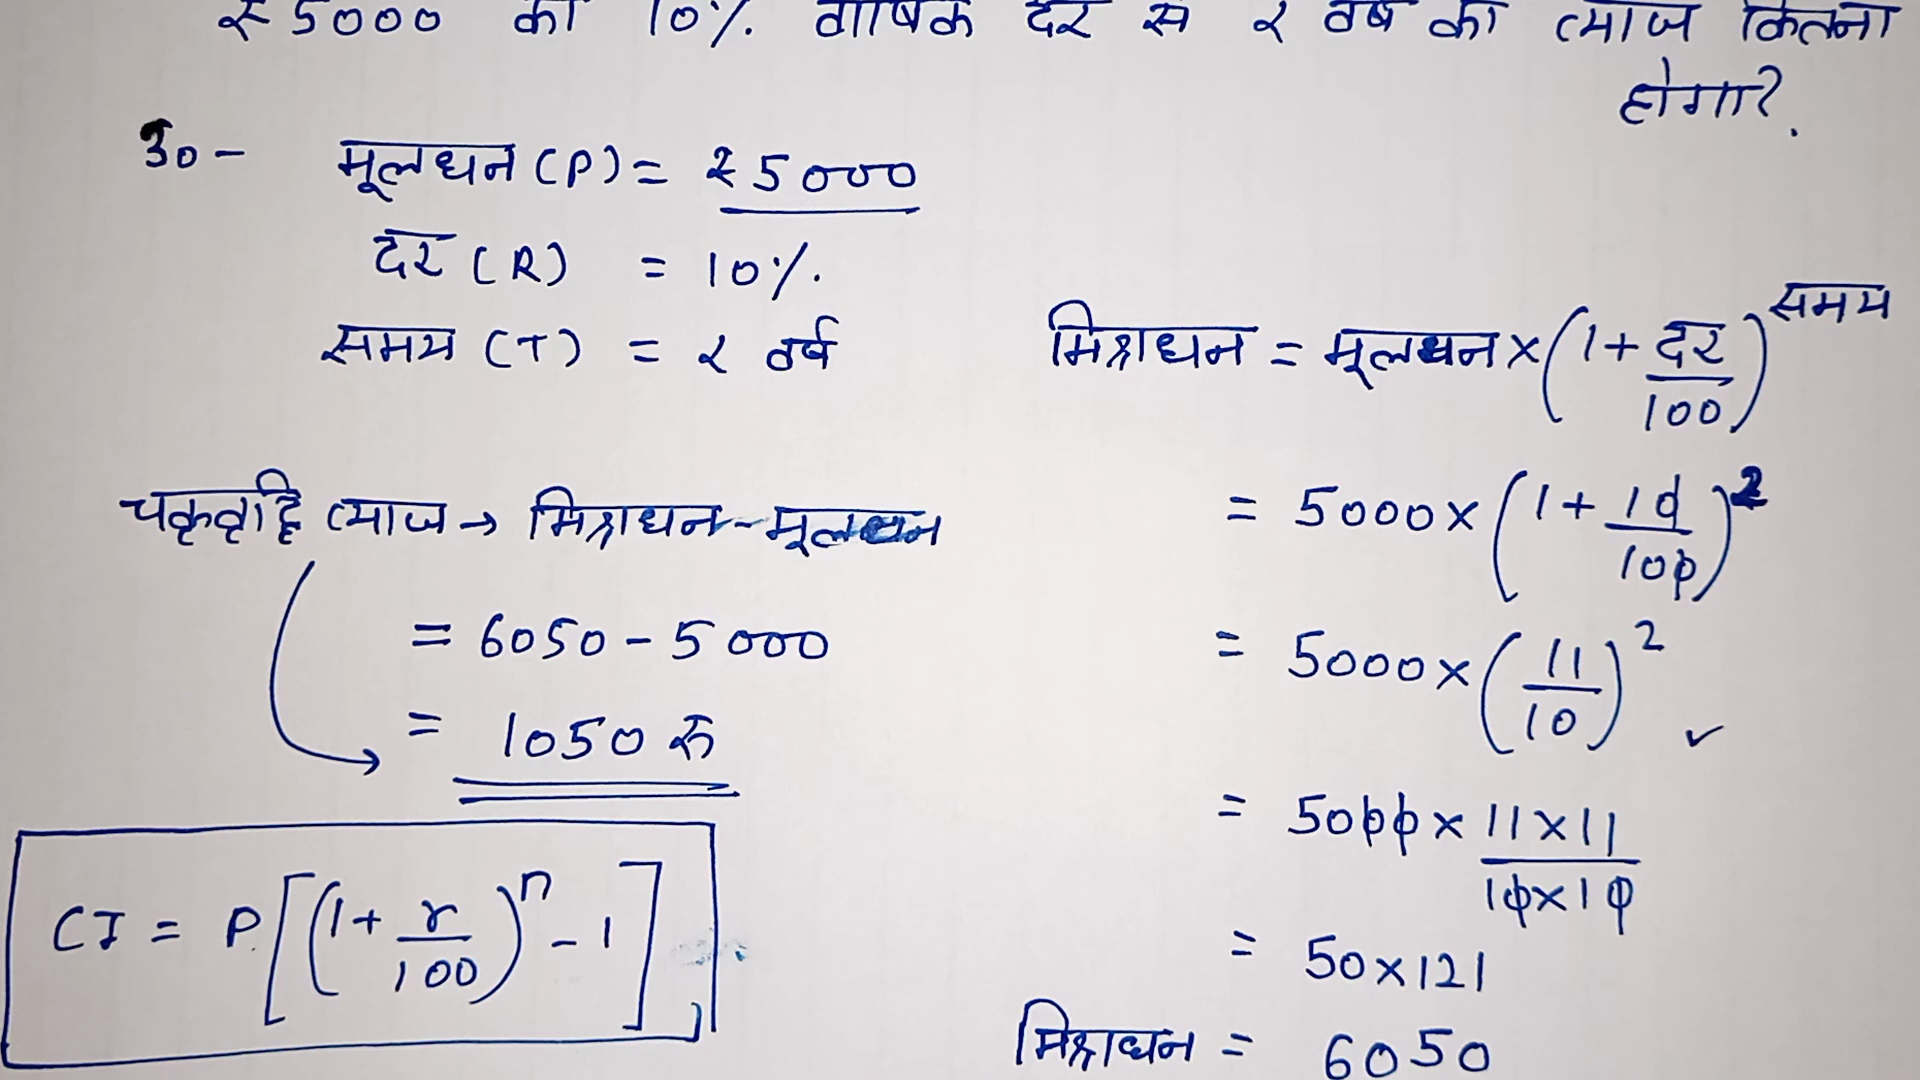 ₹5000 का 10% वार्षिक दर से 2 वर्ष का ब्याज कितना
होगा?
उ०- मूलधन (P) = ₹5000
दर (R) = 10%.
समय (T) = 2 वर्ष
चक्रवृद्धि ब्याज → मिश्रधन - मूलधन
= 6050 - 5000
= 1050 रु
CI = P[(1 + r/100)^n - 1]
मिश्रधन = मूलधन × (1 + दर/100)^समय
= 5000 × (1 + 10/100)^2
= 5000 × (11/10)^2 ✓
= 5000 × 11×11/10×10
= 50×121
मिश्रधन = 6050